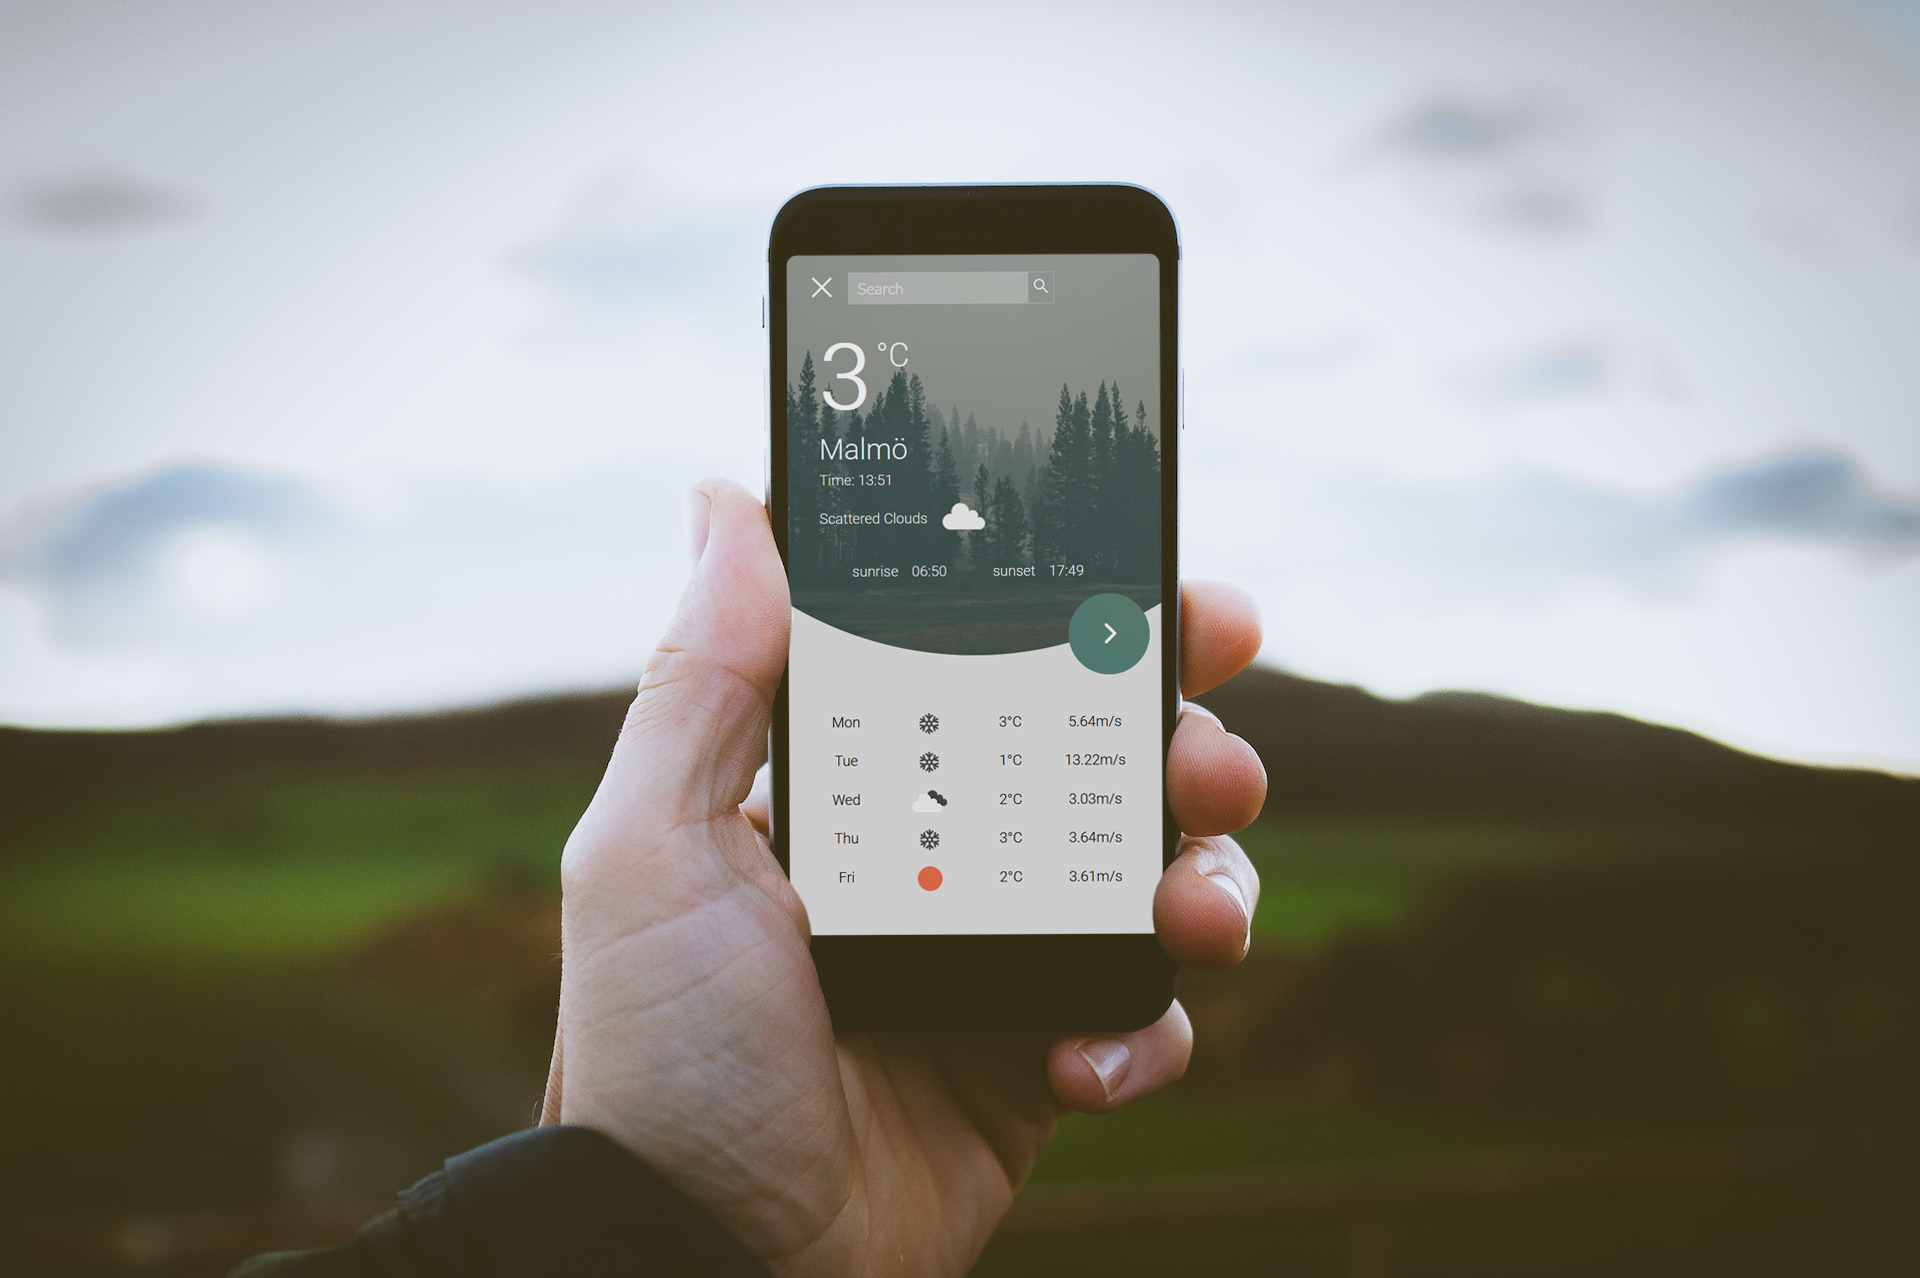 Search
3 °C
Malmö
Time: 13:51
Scattered Clouds
sunrise 06:50 sunset 17:49
Mon 3°C 5.64m/s
Tue 1°C 13.22m/s
Wed 2°C 3.03m/s
Thu 3°C 3.64m/s
Fri 2°C 3.61m/s